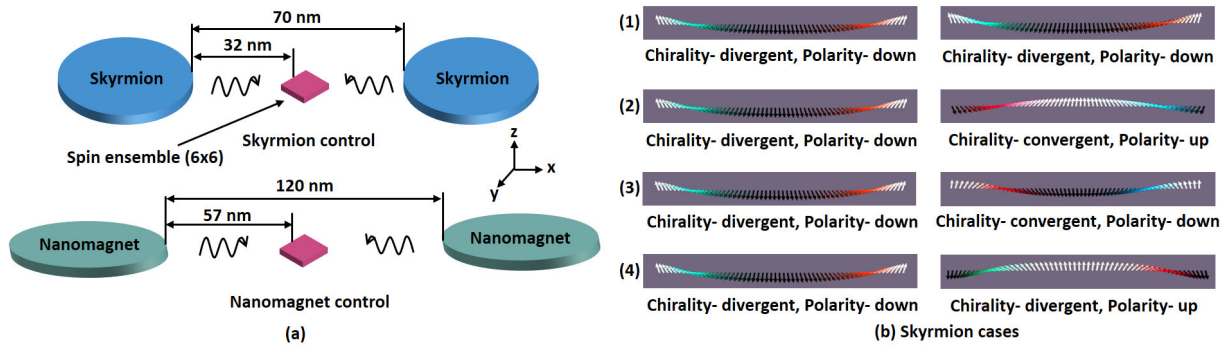 70 nm
32 nm
Skyrmion
Skyrmion
Spin ensemble (6x6)
Skyrmion control
z
x
y
120 nm
57 nm
Nanomagnet
Nanomagnet
Nanomagnet control
(a)
(1)
Chirality- divergent, Polarity- down
Chirality- divergent, Polarity- down
(2)
Chirality- divergent, Polarity- down
Chirality- convergent, Polarity- up
(3)
Chirality- divergent, Polarity- down
Chirality- convergent, Polarity- down
(4)
Chirality- divergent, Polarity- down
Chirality- divergent, Polarity- up
(b) Skyrmion cases